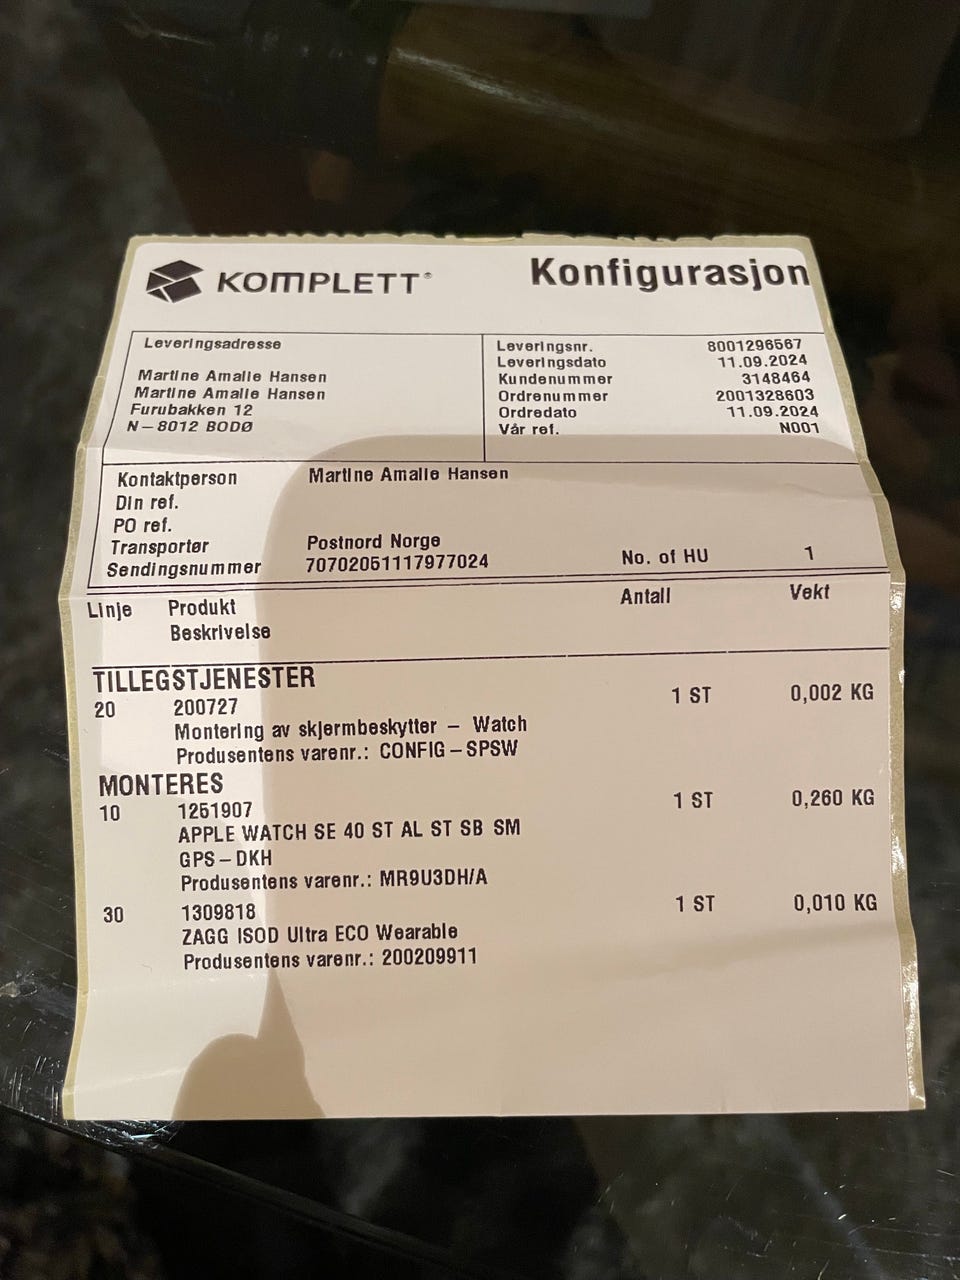 KOMPLETT®
Konfigurasjon
Leveringsadresse
Martine Amalie Hansen
Martine Amalie Hansen
Furubakken 12
N-8012 BODØ
Leveringsnr. 8001296567
Leveringsdato 11.09.2024
Kundenummer 3148464
Ordrenummer 2001328603
Ordredato 11.09.2024
Vår ref. N001
Kontaktperson Martine Amalie Hansen
Din ref.
PO ref.
Transportør Postnord Norge
Sendingsnummer 70702051117977024 No. of HU 1
Linje Produkt Antall Vekt
Beskrivelse
TILLEGSTJENESTER
20 200727 1 ST 0,002 KG
Montering av skjermbeskytter - Watch
Produsentens varenr.: CONFIG-SPSW
MONTERES
10 1251907 1 ST 0,260 KG
APPLE WATCH SE 40 ST AL ST SB SM
GPS-DKH
Produsentens varenr.: MR9U3DH/A
30 1309818 1 ST 0,010 KG
ZAGG ISOD Ultra ECO Wearable
Produsentens varenr.: 200209911